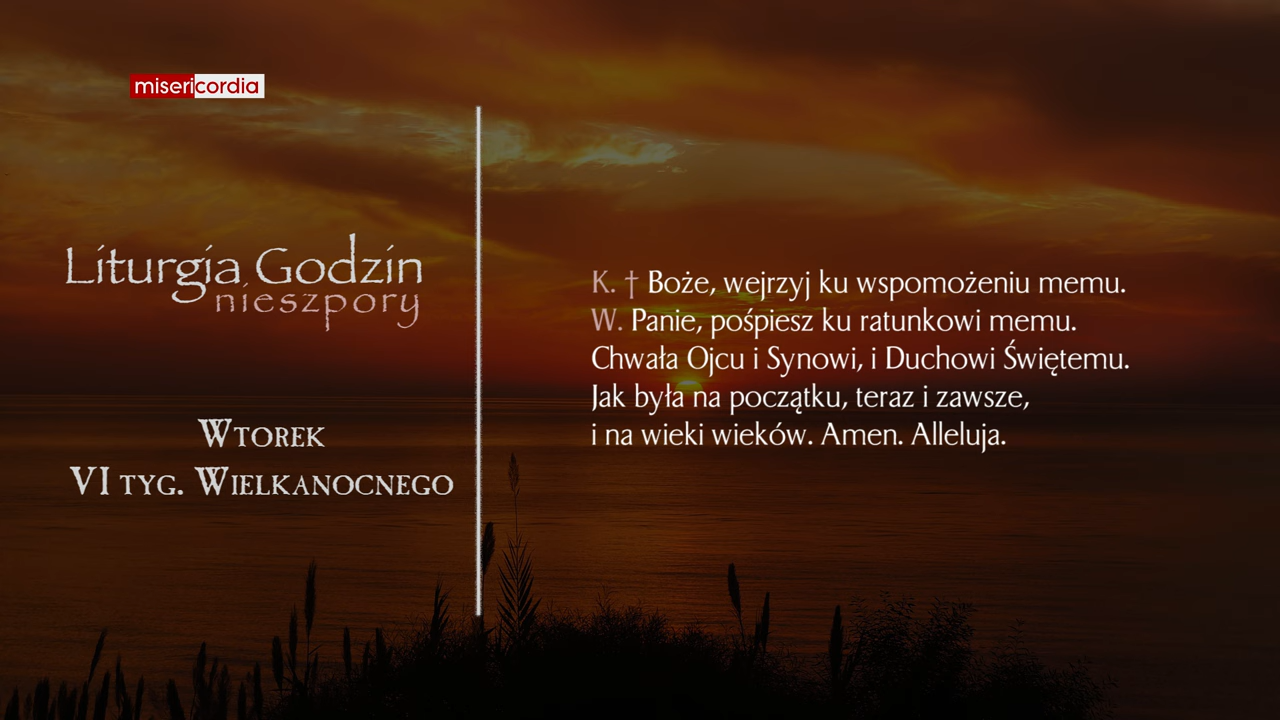 misericordia
Liturgia Godzin
nieszpory
Wtorek
VI tyg. Wielkanocnego
K. † Boże, wejrzyj ku wspomożeniu memu.
W. Panie, pośpiesz ku ratunkowi memu.
Chwała Ojcu i Synowi, i Duchowi Świętemu.
Jak była na początku, teraz i zawsze,
i na wieki wieków. Amen. Alleluja.